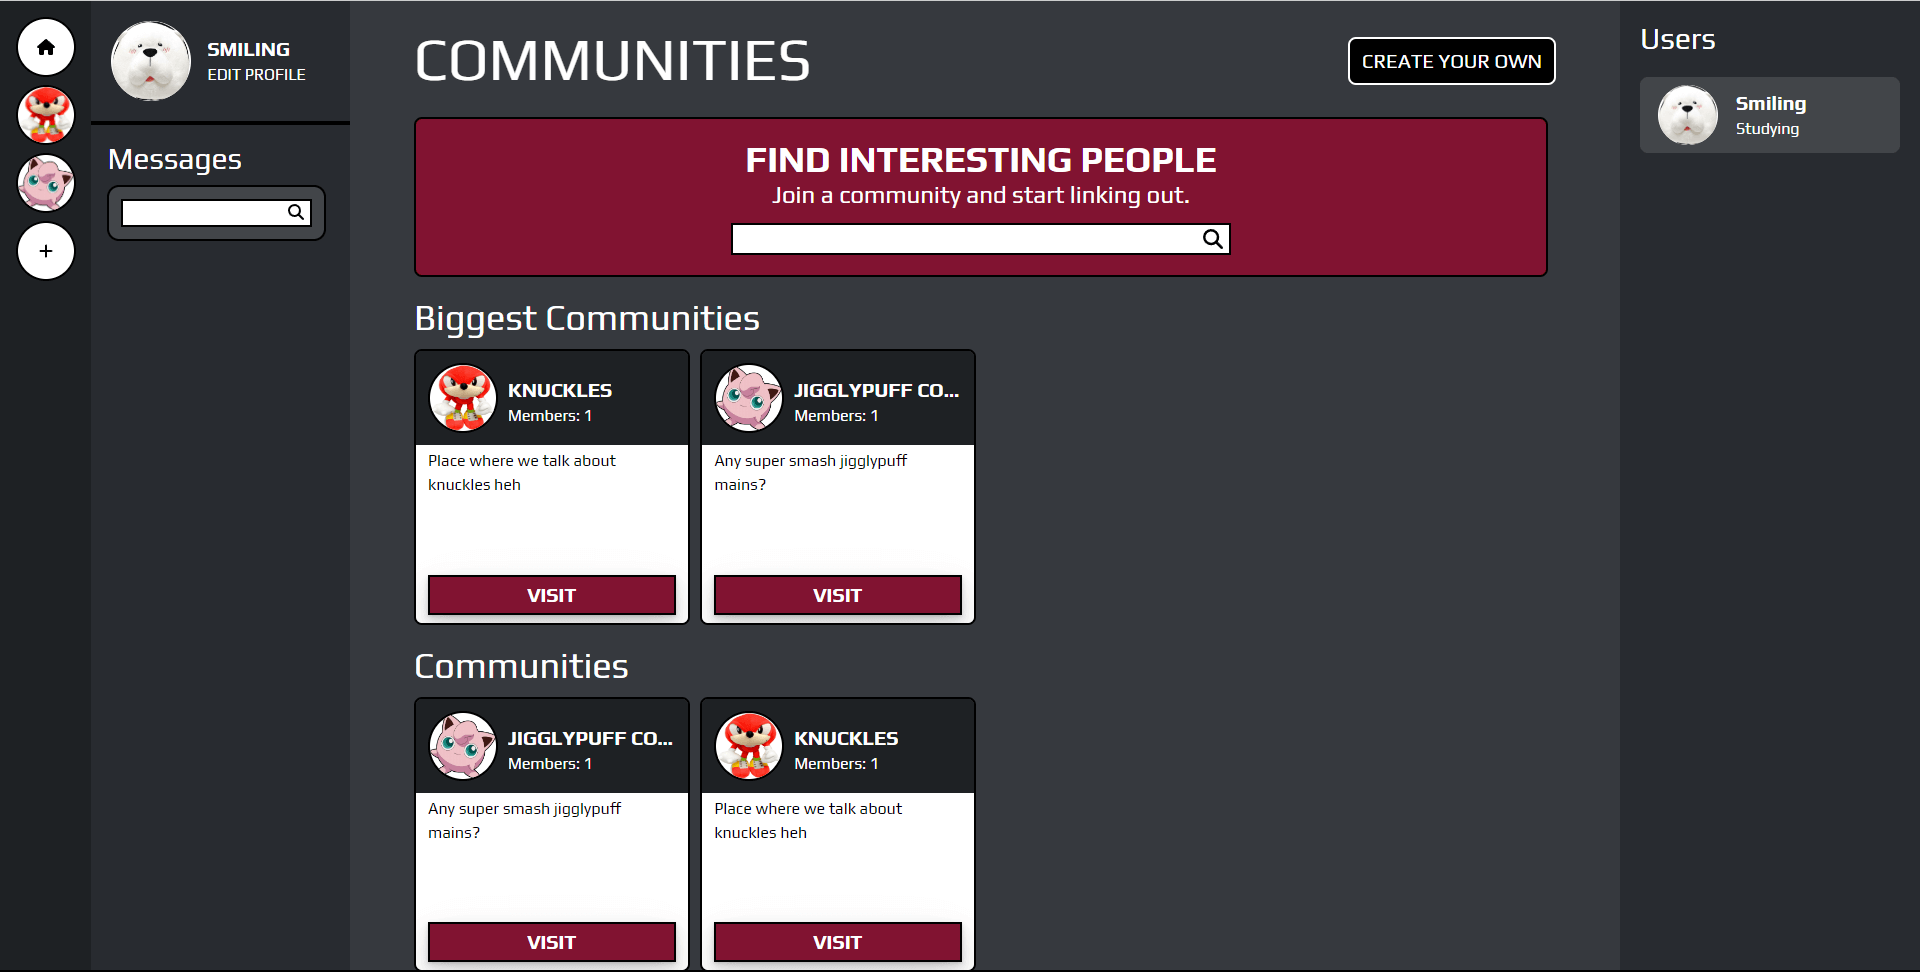 SMILING
EDIT PROFILE
Messages
COMMUNITIES
CREATE YOUR OWN
FIND INTERESTING PEOPLE
Join a community and start linking out.
Biggest Communities
KNUCKLES
Members: 1
Place where we talk about
knuckles heh
VISIT
JIGGLYPUFF CO...
Members: 1
Any super smash jigglypuff
mains?
VISIT
Communities
JIGGLYPUFF CO...
Members: 1
Any super smash jigglypuff
mains?
VISIT
KNUCKLES
Members: 1
Place where we talk about
knuckles heh
VISIT
Users
Smiling
Studying